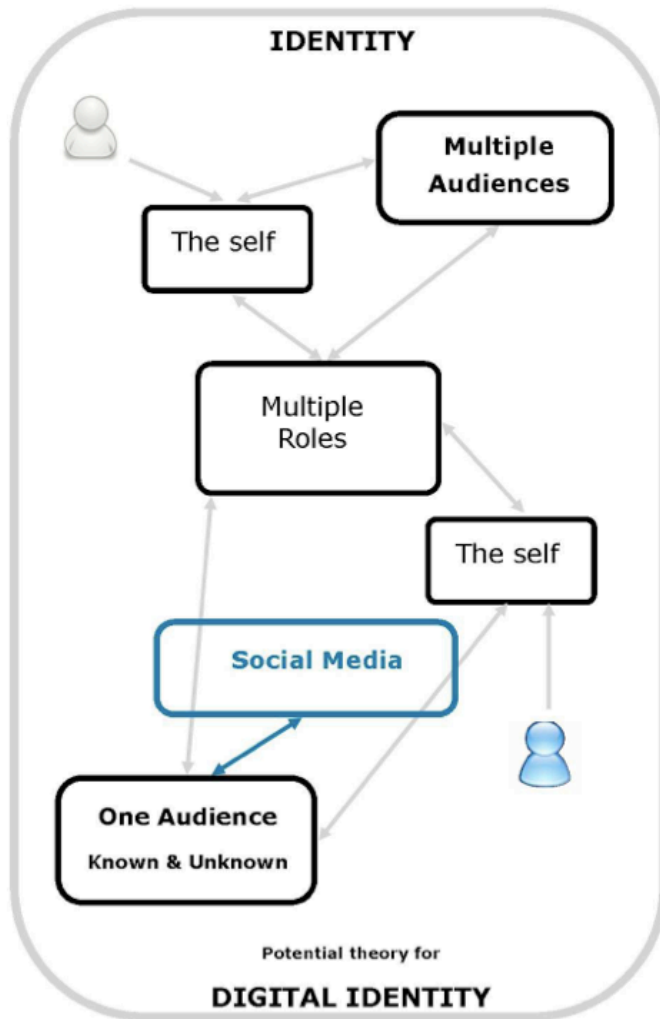 IDENTITY
Multiple
Audiences
The self
Multiple
Roles
The self
Social Media
One Audience
Known & Unknown
Potential theory for
DIGITAL IDENTITY